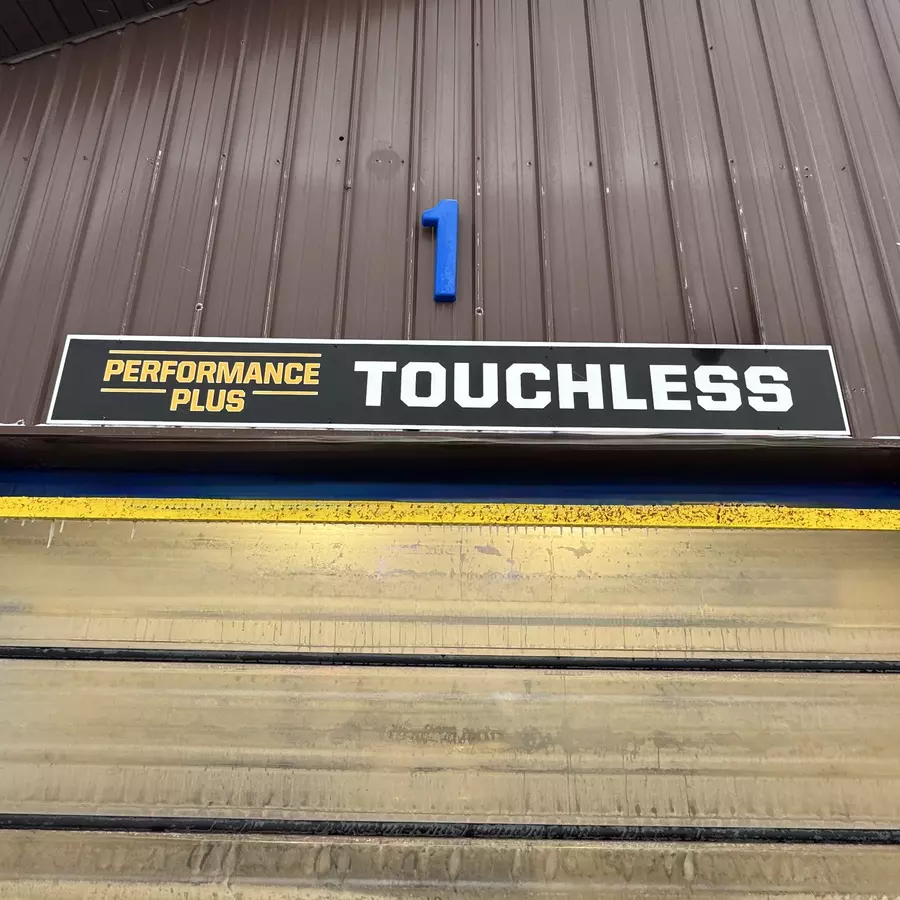 1
PERFORMANCE
PLUS
TOUCHLESS